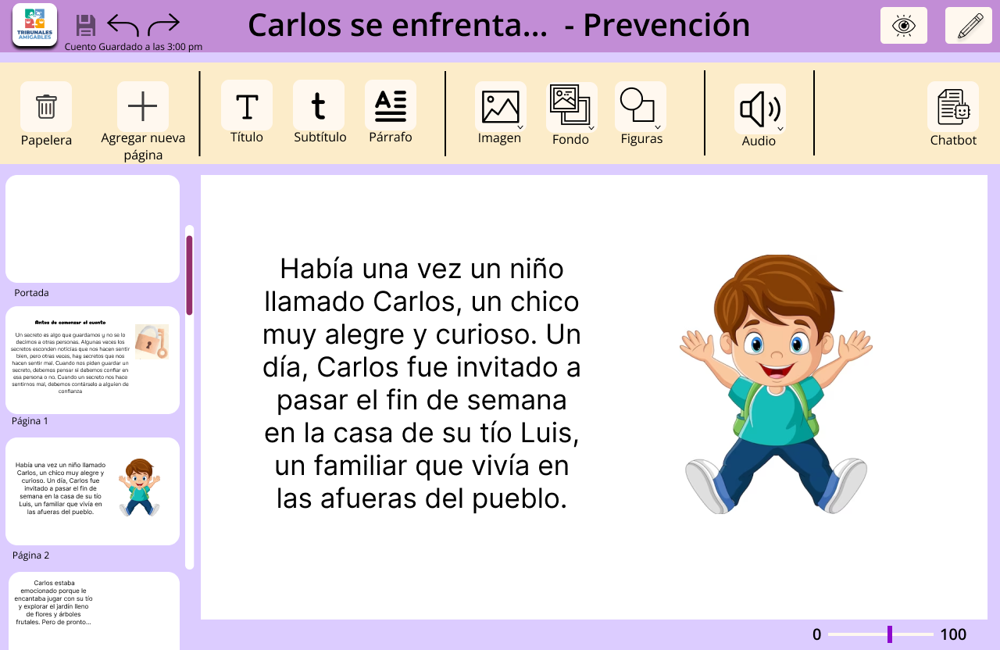 TRIBUNALES
AMIGABLES
Carlos se enfrenta... - Prevención
Cuento Guardado a las 3:00 pm
Papelera
Agregar nueva
página
T
Título
t
Subtítulo
A
Párrafo
Imagen
Fondo
Figuras
Audio
Chatbot
Portada
Antes de comenzar el cuento
Un secreto es algo que guardamos y no se lo
decimos a otras personas. Algunas veces los
secretos esconden noticias que nos hacen sentir
bien, pero otras veces, hay secretos que nos
hacen sentir mal. Cuando nos piden guardar un
secreto, debemos pensar si debemos confiar en
esa persona o no. Cuando un secreto nos hace
sentirnos mal, debemos contárselo a alguien de
confianza
Página 1
Había una vez un niño llamado
Carlos, un chico muy alegre y
curioso. Un día, Carlos fue
invitado a pasar el fin de
semana en la casa de su tío
Luis, un familiar que vivía en
las afueras del pueblo.
Página 2
Carlos estaba
emocionado porque le
encantaba jugar con su tío
y explorar el jardín lleno
de flores y árboles
frutales. Pero de pronto...
Había una vez un niño
llamado Carlos, un chico
muy alegre y curioso. Un
día, Carlos fue invitado a
pasar el fin de semana
en la casa de su tío Luis,
un familiar que vivía en
las afueras del pueblo.
0 100